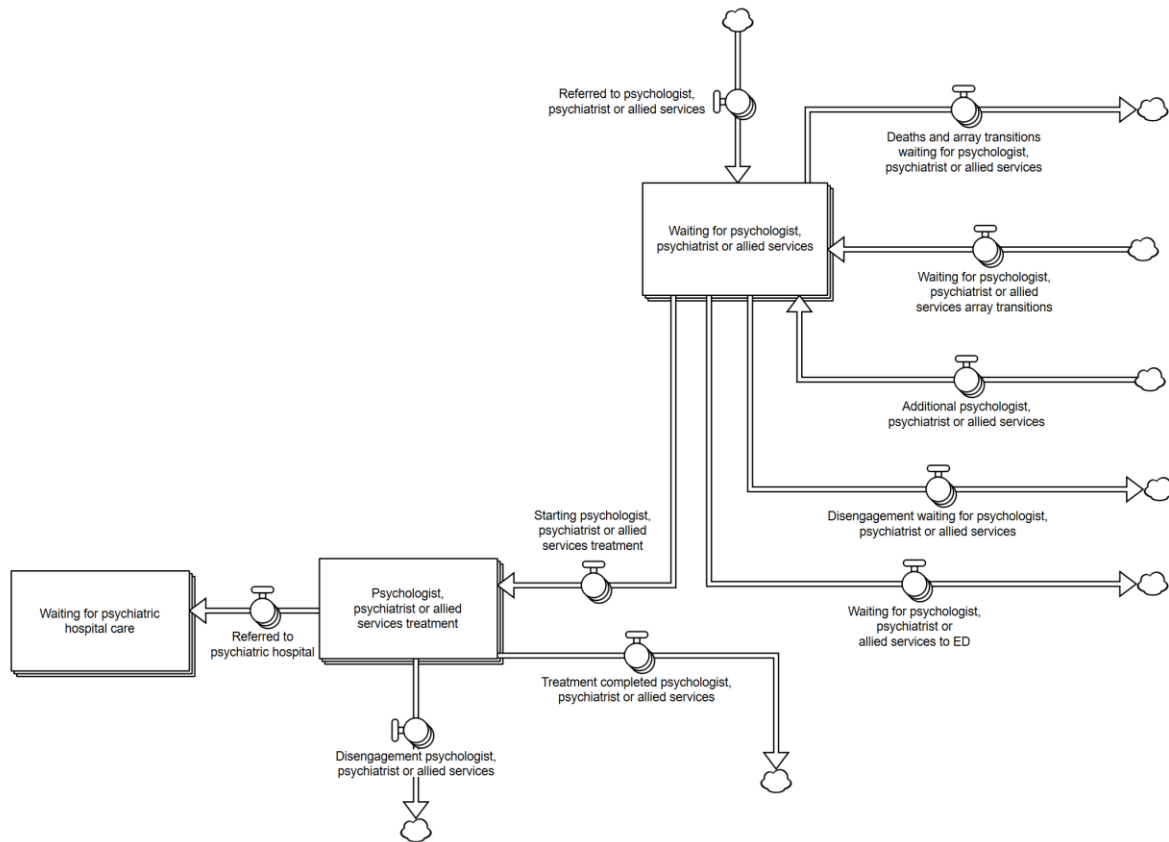 Referred to psychologist,
psychiatrist or allied services
Deaths and array transitions
waiting for psychologist,
psychiatrist or allied services
Waiting for psychologist,
psychiatrist or allied services
Waiting for psychologist,
psychiatrist or allied
services array transitions
Additional psychologist,
psychiatrist or allied services
Disengagement waiting for psychologist,
psychiatrist or allied services
Starting psychologist,
psychiatrist or allied
services treatment
Waiting for psychologist,
psychiatrist or
allied services to ED
Waiting for psychiatric
hospital care
Referred to
psychiatric hospital
Psychologist,
psychiatrist or allied
services treatment
Treatment completed psychologist,
psychiatrist or allied services
Disengagement psychologist,
psychiatrist or allied services